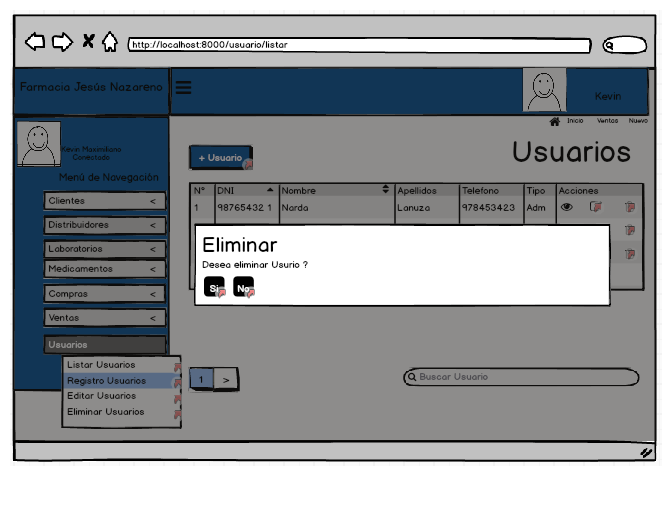 http://localhost:8000/usuario/listar
Farmacia Jesús Nazareno
Kevin
Inicio Ventas Nuevo
Kevin Maximiliano
Conectado
Menú de Navegación
Clientes <
Distribuidores <
Laboratorios <
Medicamentos <
Compras <
Ventas <
Usuarios
Listar Usuarios
Registro Usuarios
Editar Usuarios
Eliminar Usuarios
+ Usuario
Usuarios
N° DNI Nombre Apellidos Telefono Tipo Acciones
1 98765432 1 Narda Lanuza 978453423 Adm
Eliminar
Desea eliminar Usurio ?
Si No
1 >
Buscar Usuario